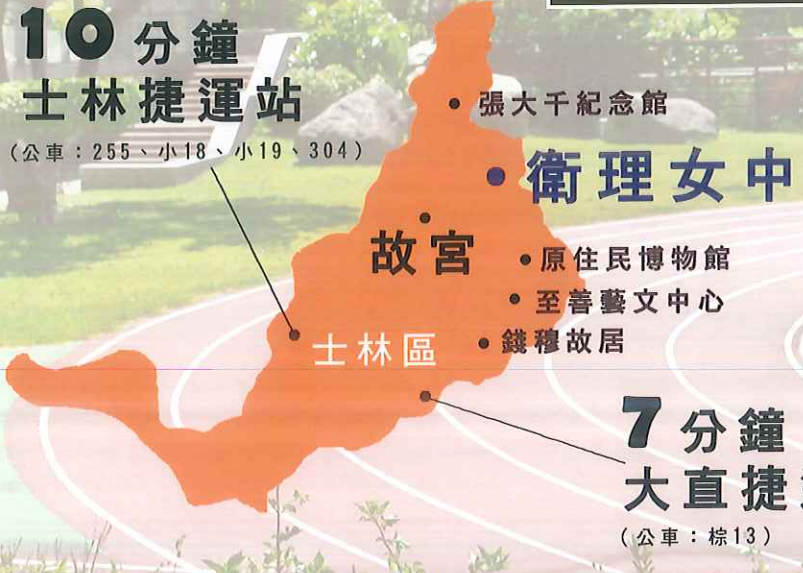 10 分鐘
士林捷運站
(公車：255、小18、小19、304)
張大千紀念館
衛理女中
故宮
原住民博物館
至善藝文中心
士林區
錢穆故居
7 分鐘
大直捷
(公車：棕13)